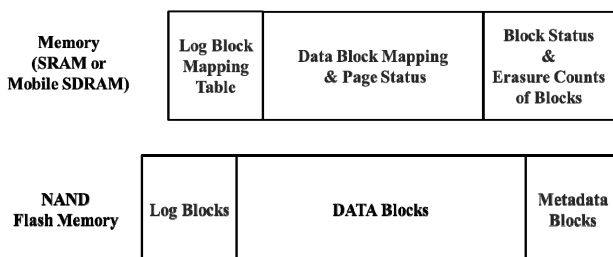 Memory
(SRAM or
Mobile SDRAM)
Log Block
Mapping
Table
Data Block Mapping
& Page Status
Block Status
&
Erasure Counts
of Blocks
NAND
Flash Memory
Log Blocks
DATA Blocks
Metadata
Blocks